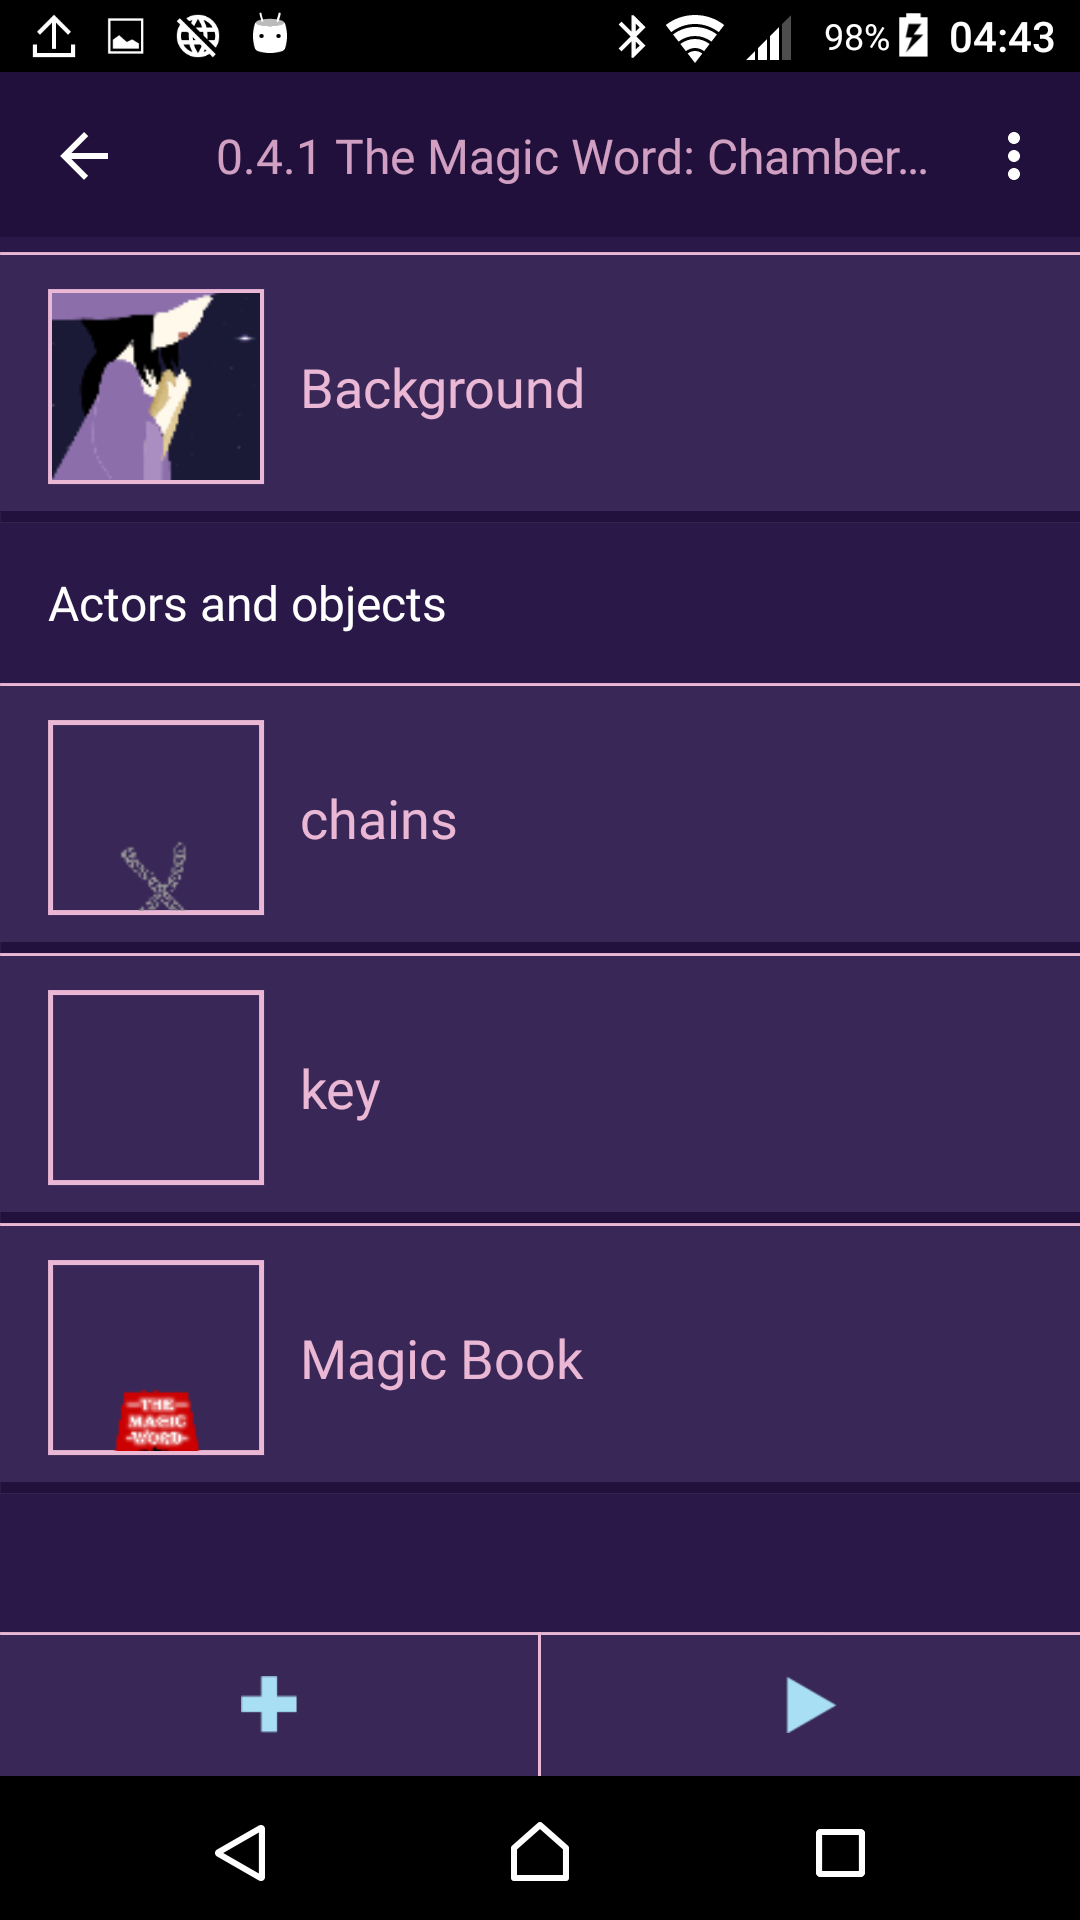 98% 04:43
0.4.1 The Magic Word: Chamber...
Background
Actors and objects
chains
key
Magic Book
-THE-
MAGIC
-WORD-